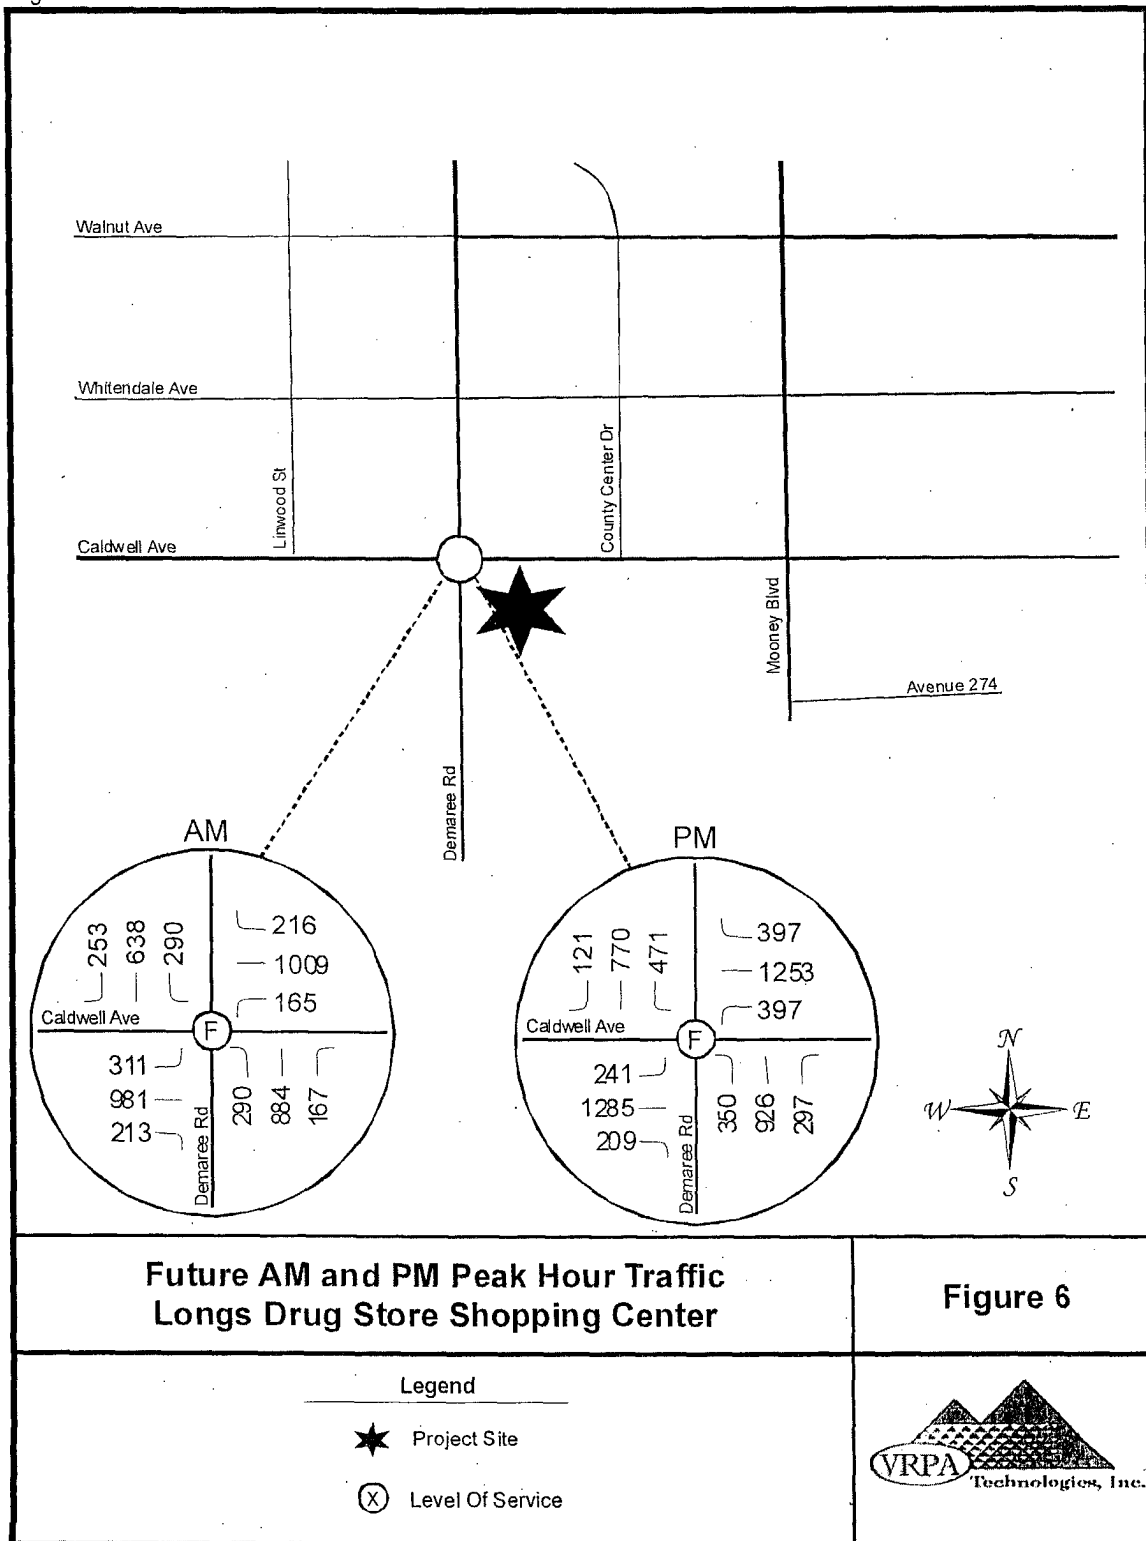 Walnut Ave
Whitendale Ave
Linwood St
County Center Dr
Caldwell Ave
Mooney Blvd
Avenue 274
Demaree Rd
AM
253
638
290
216
1009
165
Caldwell Ave
F
311
981
213
290
884
167
Demaree Rd
PM
121
770
471
397
1253
397
Caldwell Ave
F
241
1285
209
350
926
297
Demaree Rd
N
W
E
S
Future AM and PM Peak Hour Traffic
Longs Drug Store Shopping Center
Figure 6
Legend
Project Site
X
Level Of Service
VRPA
Technologies, Inc.